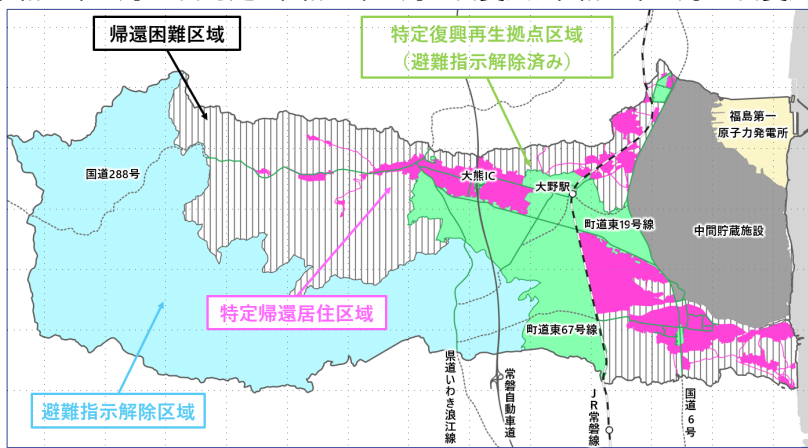 帰還困難区域
特定復興再生拠点区域
（避難指示解除済み）
福島第一
原子力発電所
国道288号
大熊IC
大野駅
町道東19号線
中間貯蔵施設
特定帰還居住区域
町道東67号線
避難指示解除区域
県道いわき浪江線
常磐自動車道
JR常磐線
国道6号